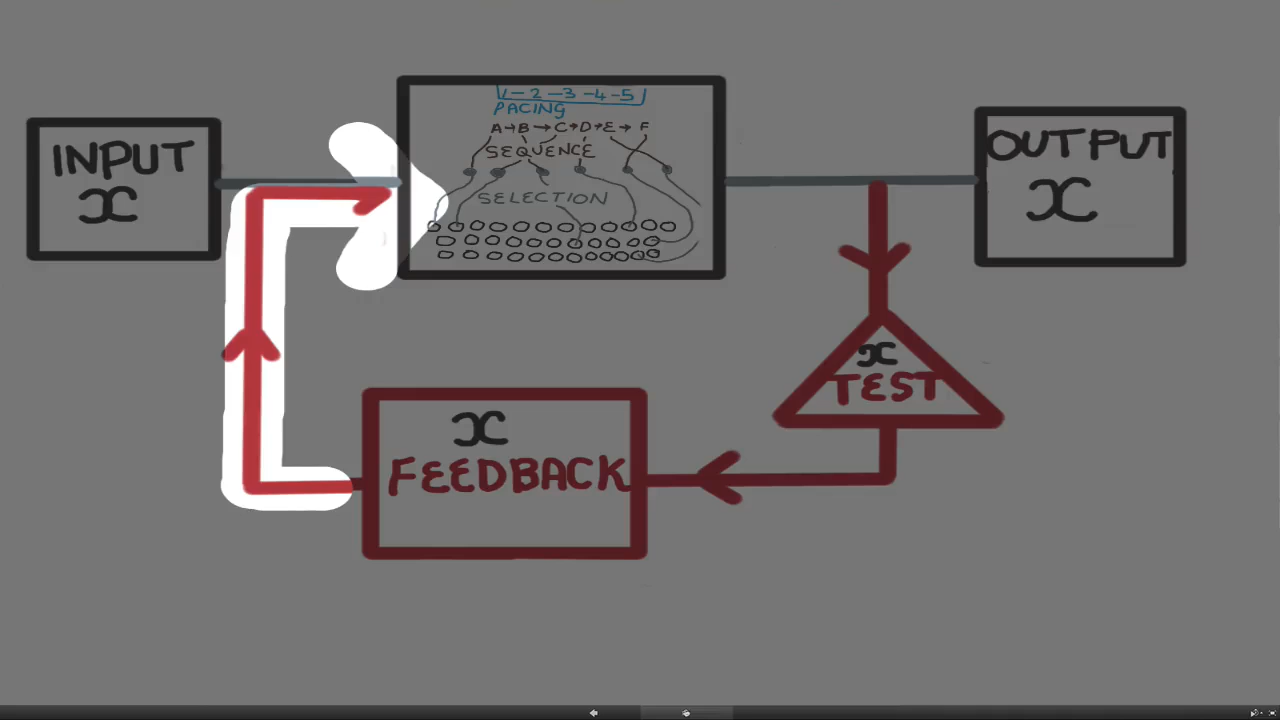 INPUT
x
1-2-3-4-5
PACING
A→B→C→D→E→F
SEQUENCE
SELECTION
OUTPUT
x
x
TEST
x
FEEDBACK